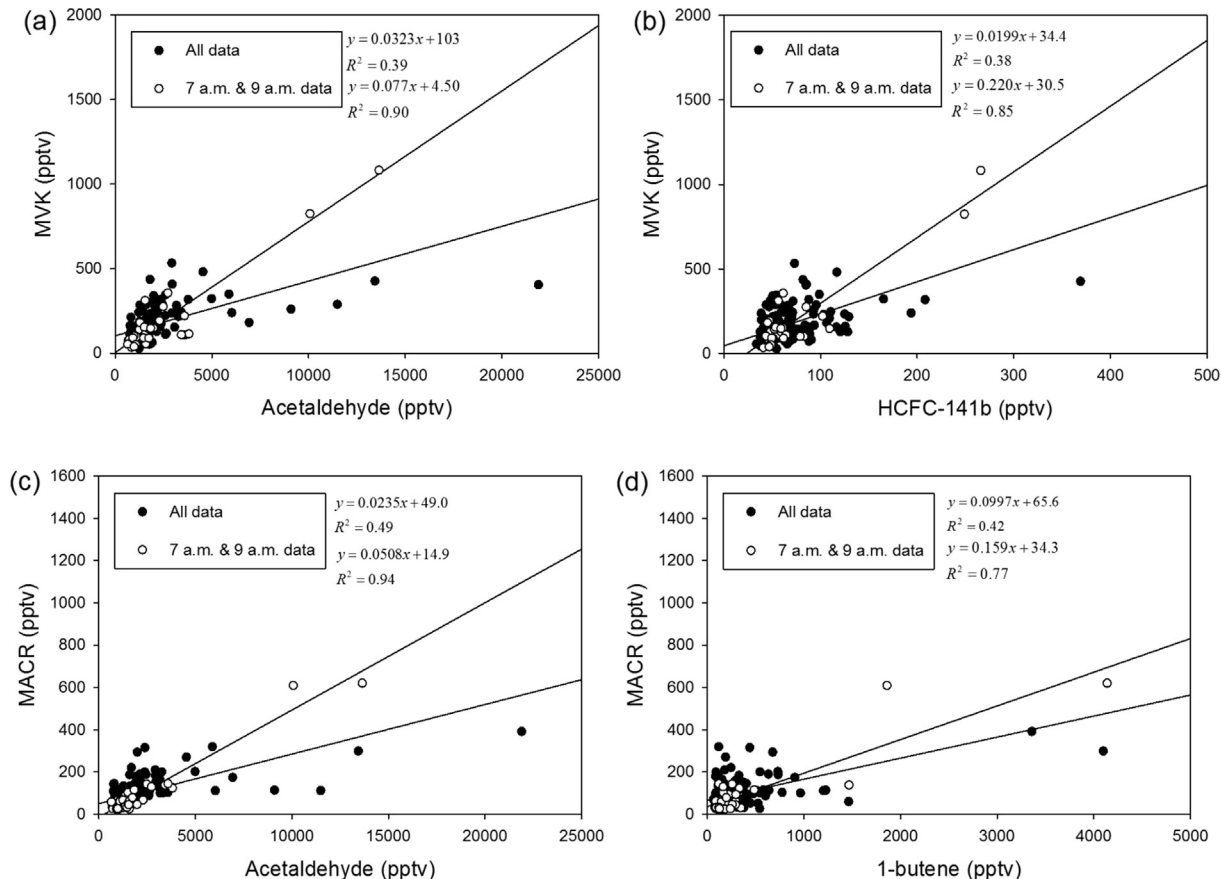 (a)
2000
1500
1000
500
0
MVK (pptv)
All data
7 a.m. & 9 a.m. data
y = 0.0323x + 103
R² = 0.39
y = 0.077x + 4.50
R² = 0.90
0 5000 10000 15000 20000 25000
Acetaldehyde (pptv)
(b)
2000
1500
1000
500
0
MVK (pptv)
All data
7 a.m. & 9 a.m. data
y = 0.0199x + 34.4
R² = 0.38
y = 0.220x + 30.5
R² = 0.85
0 100 200 300 400 500
HCFC-141b (pptv)
(c)
1600
1400
1200
1000
800
600
400
200
0
MACR (pptv)
All data
7 a.m. & 9 a.m. data
y = 0.0235x + 49.0
R² = 0.49
y = 0.0508x + 14.9
R² = 0.94
0 5000 10000 15000 20000 25000
Acetaldehyde (pptv)
(d)
1600
1400
1200
1000
800
600
400
200
0
MACR (pptv)
All data
7 a.m. & 9 a.m. data
y = 0.0997x + 65.6
R² = 0.42
y = 0.159x + 34.3
R² = 0.77
0 1000 2000 3000 4000 5000
1-butene (pptv)